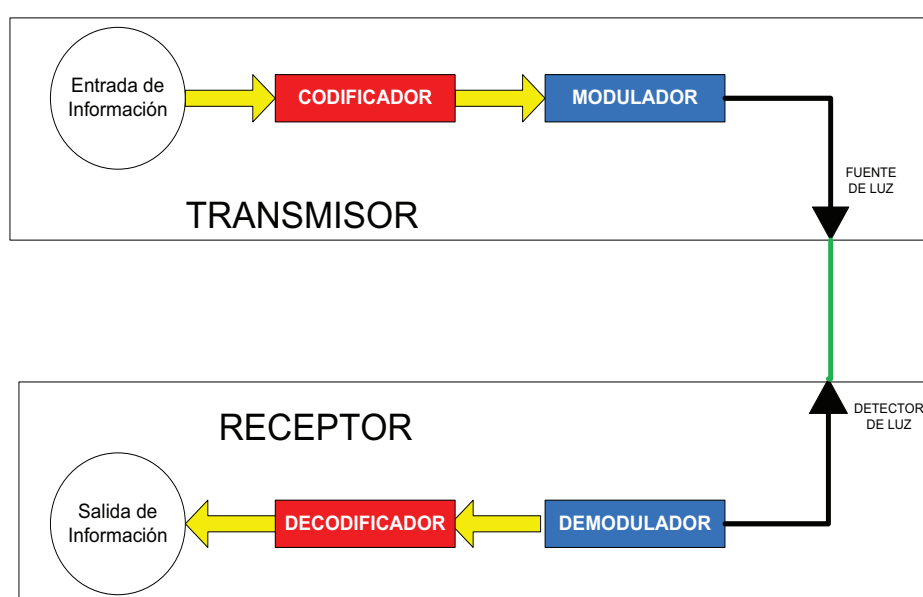 Entrada de
Información
CODIFICADOR
MODULADOR
FUENTE
DE LUZ
TRANSMISOR
RECEPTOR
DETECTOR
DE LUZ
Salida de
Información
DECODIFICADOR
DEMODULADOR